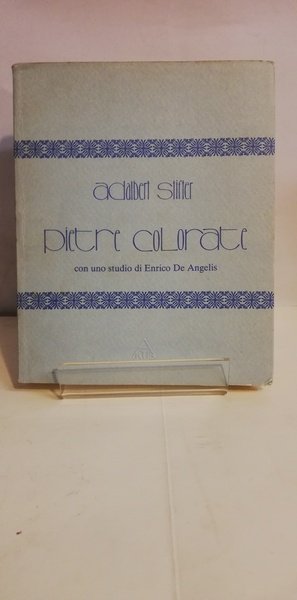 adalbert stifter
pietre colorate
con uno studio di Enrico De Angelis